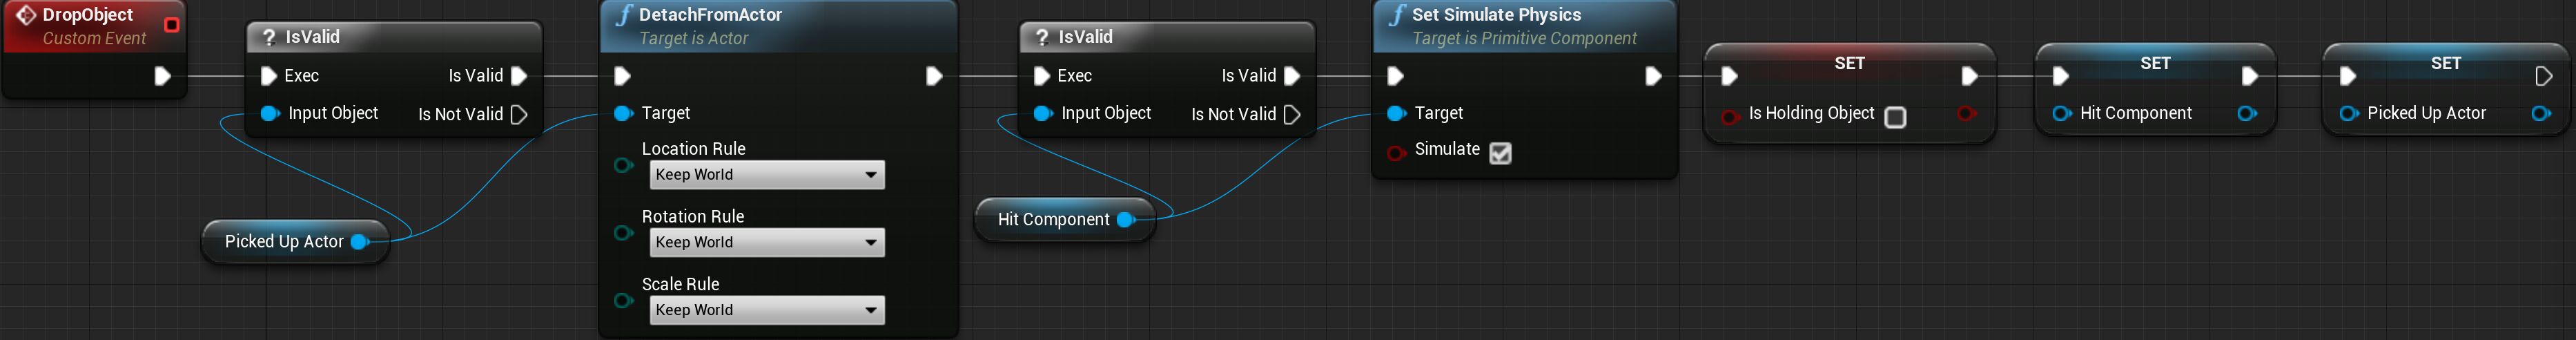 DropObject
Custom Event
? IsValid
Exec Is Valid
Input Object Is Not Valid
Picked Up Actor
f DetachFromActor
Target is Actor
Target
Location Rule
Keep World
Rotation Rule
Keep World
Scale Rule
Keep World
? IsValid
Exec Is Valid
Input Object Is Not Valid
Hit Component
f Set Simulate Physics
Target is Primitive Component
Target
Simulate
SET
Is Holding Object
SET
Hit Component
SET
Picked Up Actor